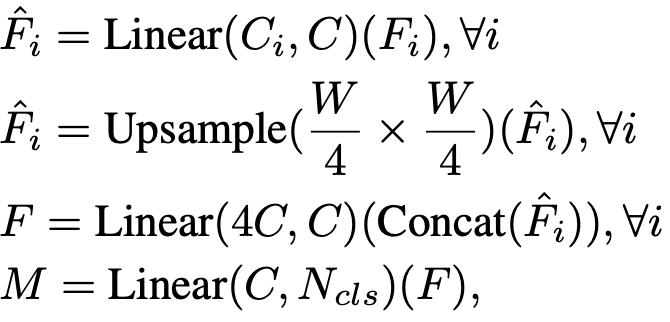 F̂ᵢ = Linear(Cᵢ, C)(Fᵢ), ∀i
F̂ᵢ = Upsample(W/4 × W/4)(F̂ᵢ), ∀i
F = Linear(4C, C)(Concat(F̂ᵢ)), ∀i
M = Linear(C, N_cls)(F),